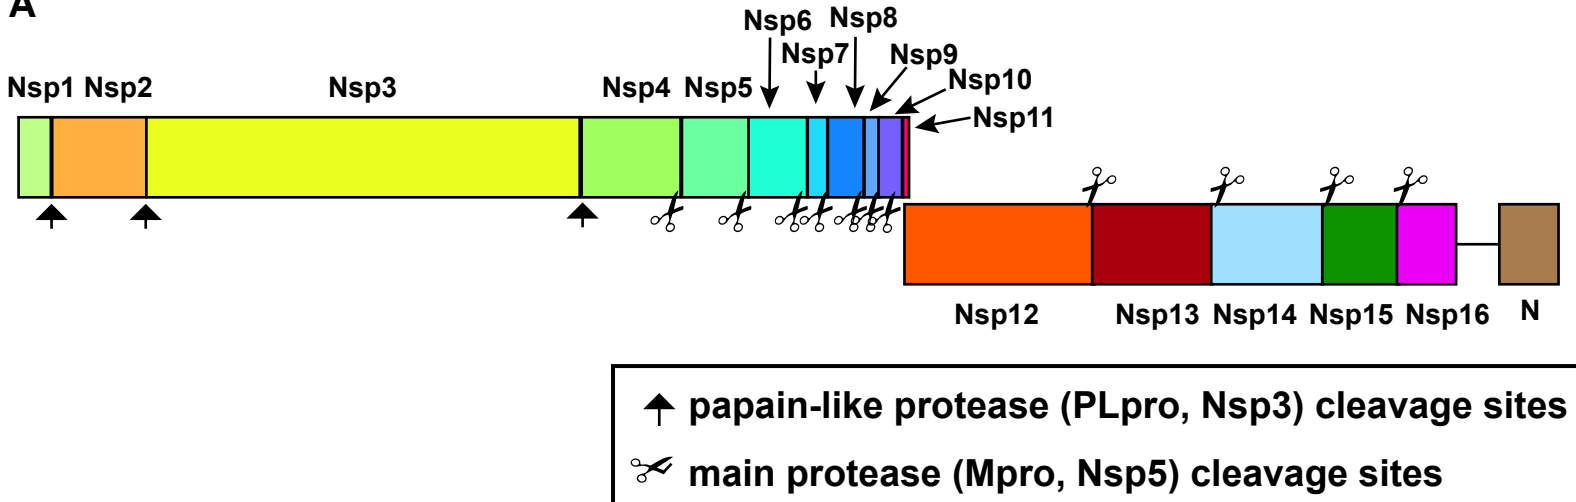 A
Nsp6 Nsp8
Nsp7 Nsp9
Nsp1 Nsp2 Nsp3 Nsp4 Nsp5 Nsp10
Nsp11
Nsp12 Nsp13 Nsp14 Nsp15 Nsp16 N
papain-like protease (PLpro, Nsp3) cleavage sites
main protease (Mpro, Nsp5) cleavage sites